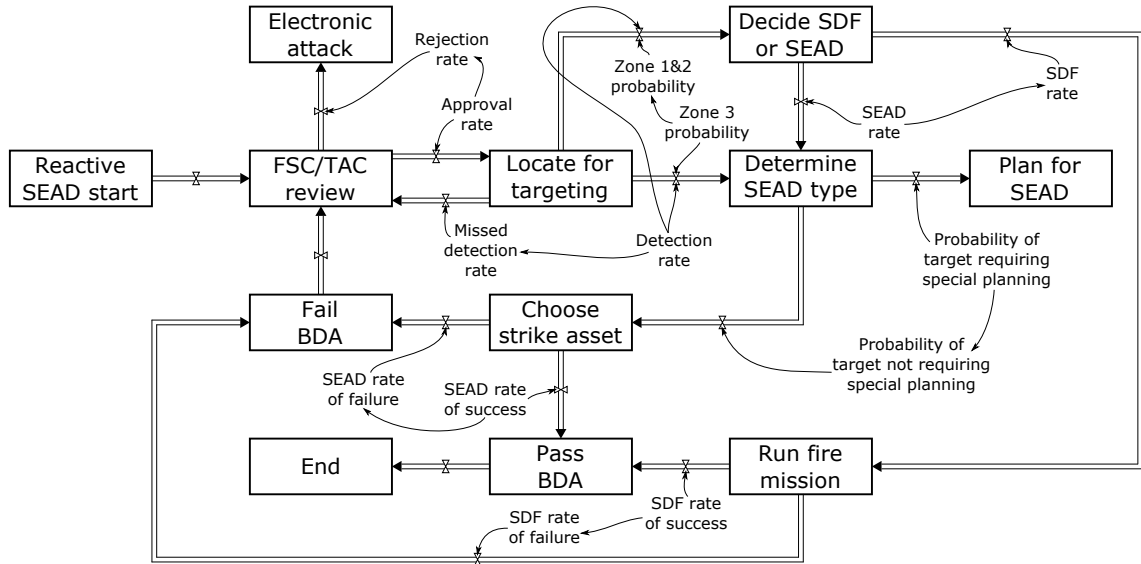 Electronic
attack
Rejection
rate
Decide SDF
or SEAD
Zone 1&2
probability
SDF
rate
Approval
rate
Zone 3
probability
SEAD
rate
Reactive
SEAD start
FSC/TAC
review
Locate for
targeting
Determine
SEAD type
Plan for
SEAD
Missed
detection
rate
Detection
rate
Probability of
target requiring
special planning
Fail
BDA
Choose
strike asset
Probability of
target not requiring
special planning
SEAD rate
of failure
SEAD rate
of success
End
Pass
BDA
Run fire
mission
SDF rate
of failure
SDF rate
of success